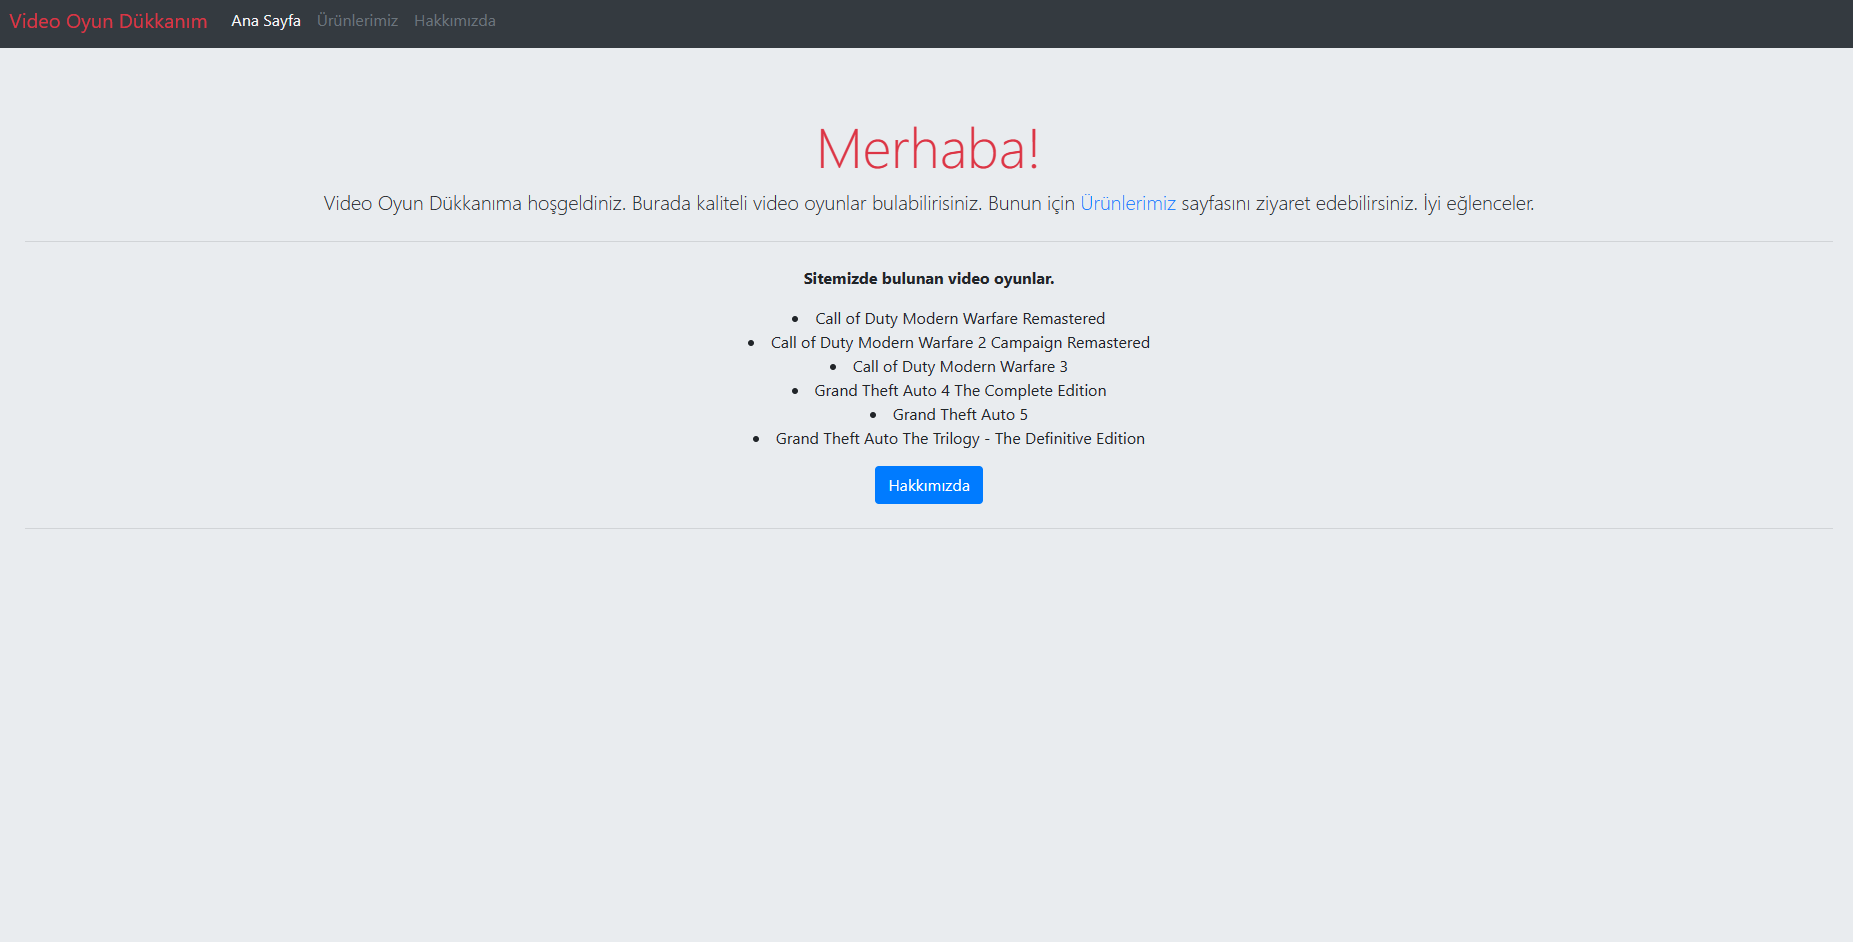 Video Oyun Dükkanım Ana Sayfa Ürünlerimiz Hakkımızda
Merhaba!
Video Oyun Dükkanıma hoşgeldiniz. Burada kaliteli video oyunlar bulabilirisiniz. Bunun için Ürünlerimiz sayfasını ziyaret edebilirsiniz. İyi eğlenceler.
Sitemizde bulunan video oyunlar.
• Call of Duty Modern Warfare Remastered
• Call of Duty Modern Warfare 2 Campaign Remastered
• Call of Duty Modern Warfare 3
• Grand Theft Auto 4 The Complete Edition
• Grand Theft Auto 5
• Grand Theft Auto The Trilogy - The Definitive Edition
Hakkımızda